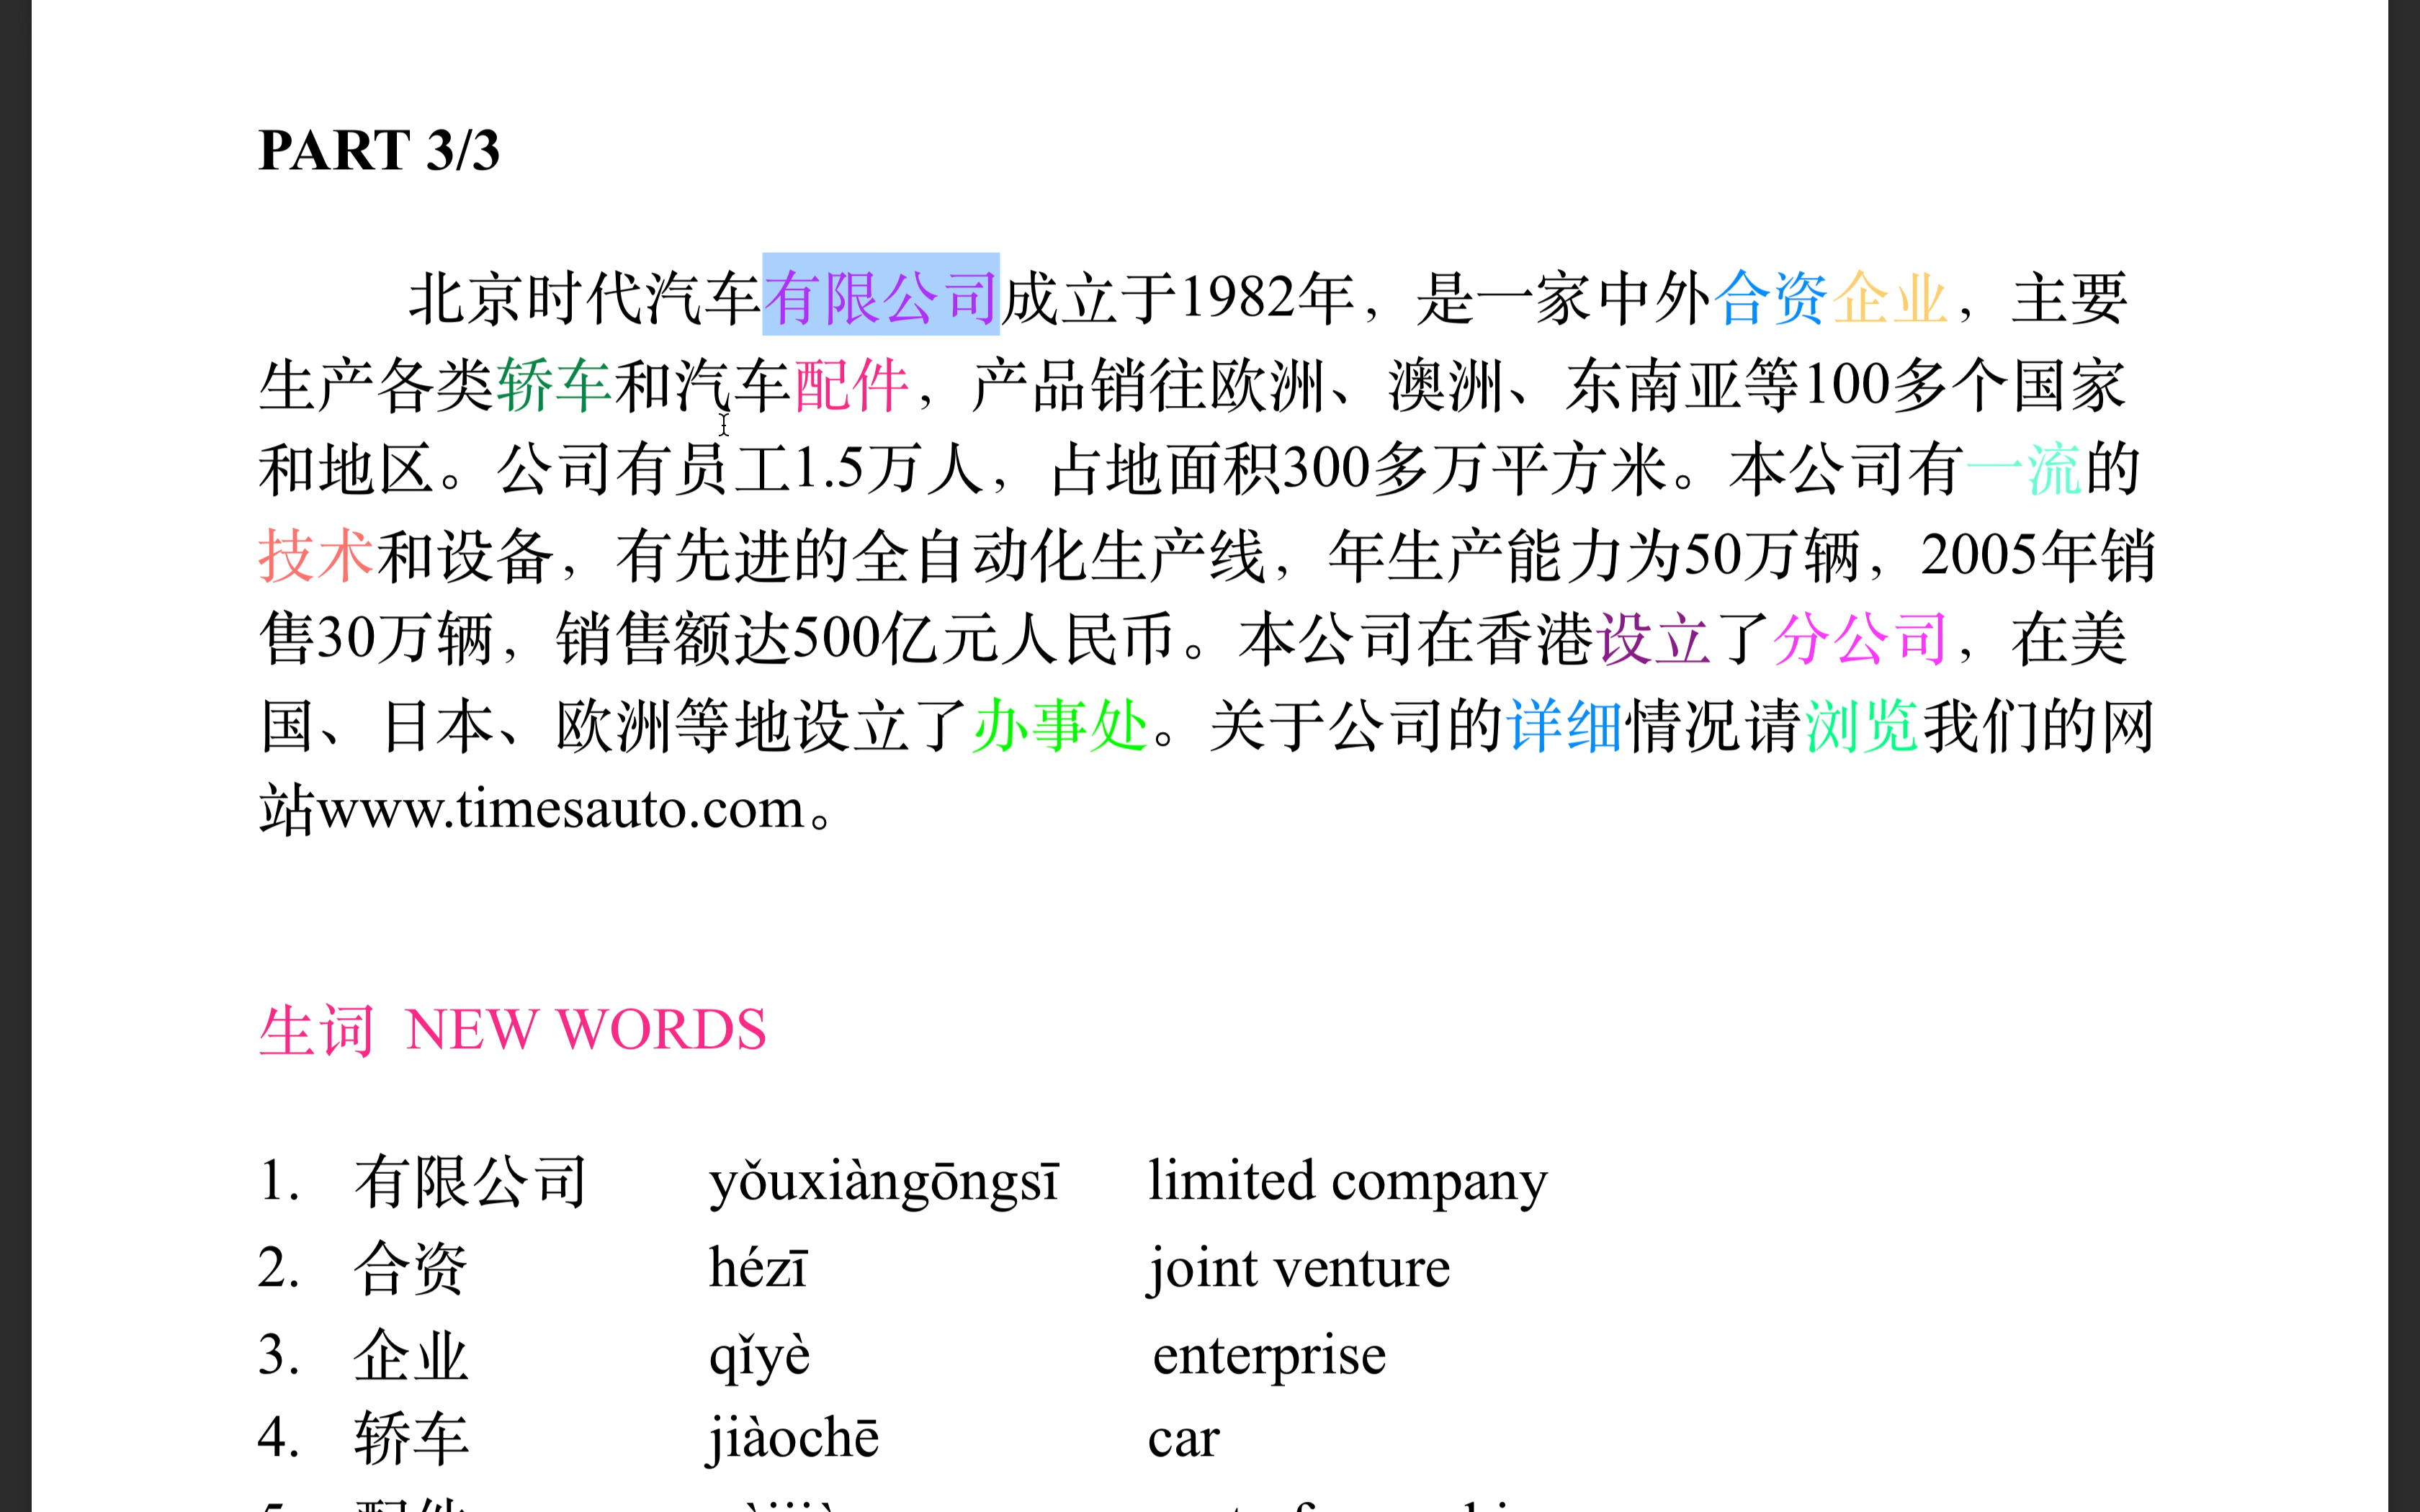 PART 3/3
北京时代汽车有限公司成立于1982年，是一家中外合资企业，主要
生产各类轿车和汽车配件，产品销往欧洲、澳洲、东南亚等100多个国家
和地区。公司有员工1.5万人，占地面积300多万平方米。本公司有一流的
技术和设备，有先进的全自动化生产线，年生产能力为50万辆，2005年销
售30万辆，销售额达500亿元人民币。本公司在香港设立了分公司，在美
国、日本、欧洲等地设立了办事处。关于公司的详细情况请浏览我们的网
站www.timesauto.com。
生词 NEW WORDS
1. 有限公司 yǒuxiàngōngsī limited company
2. 合资 hézī joint venture
3. 企业 qǐyè enterprise
4. 轿车 jiàochē car